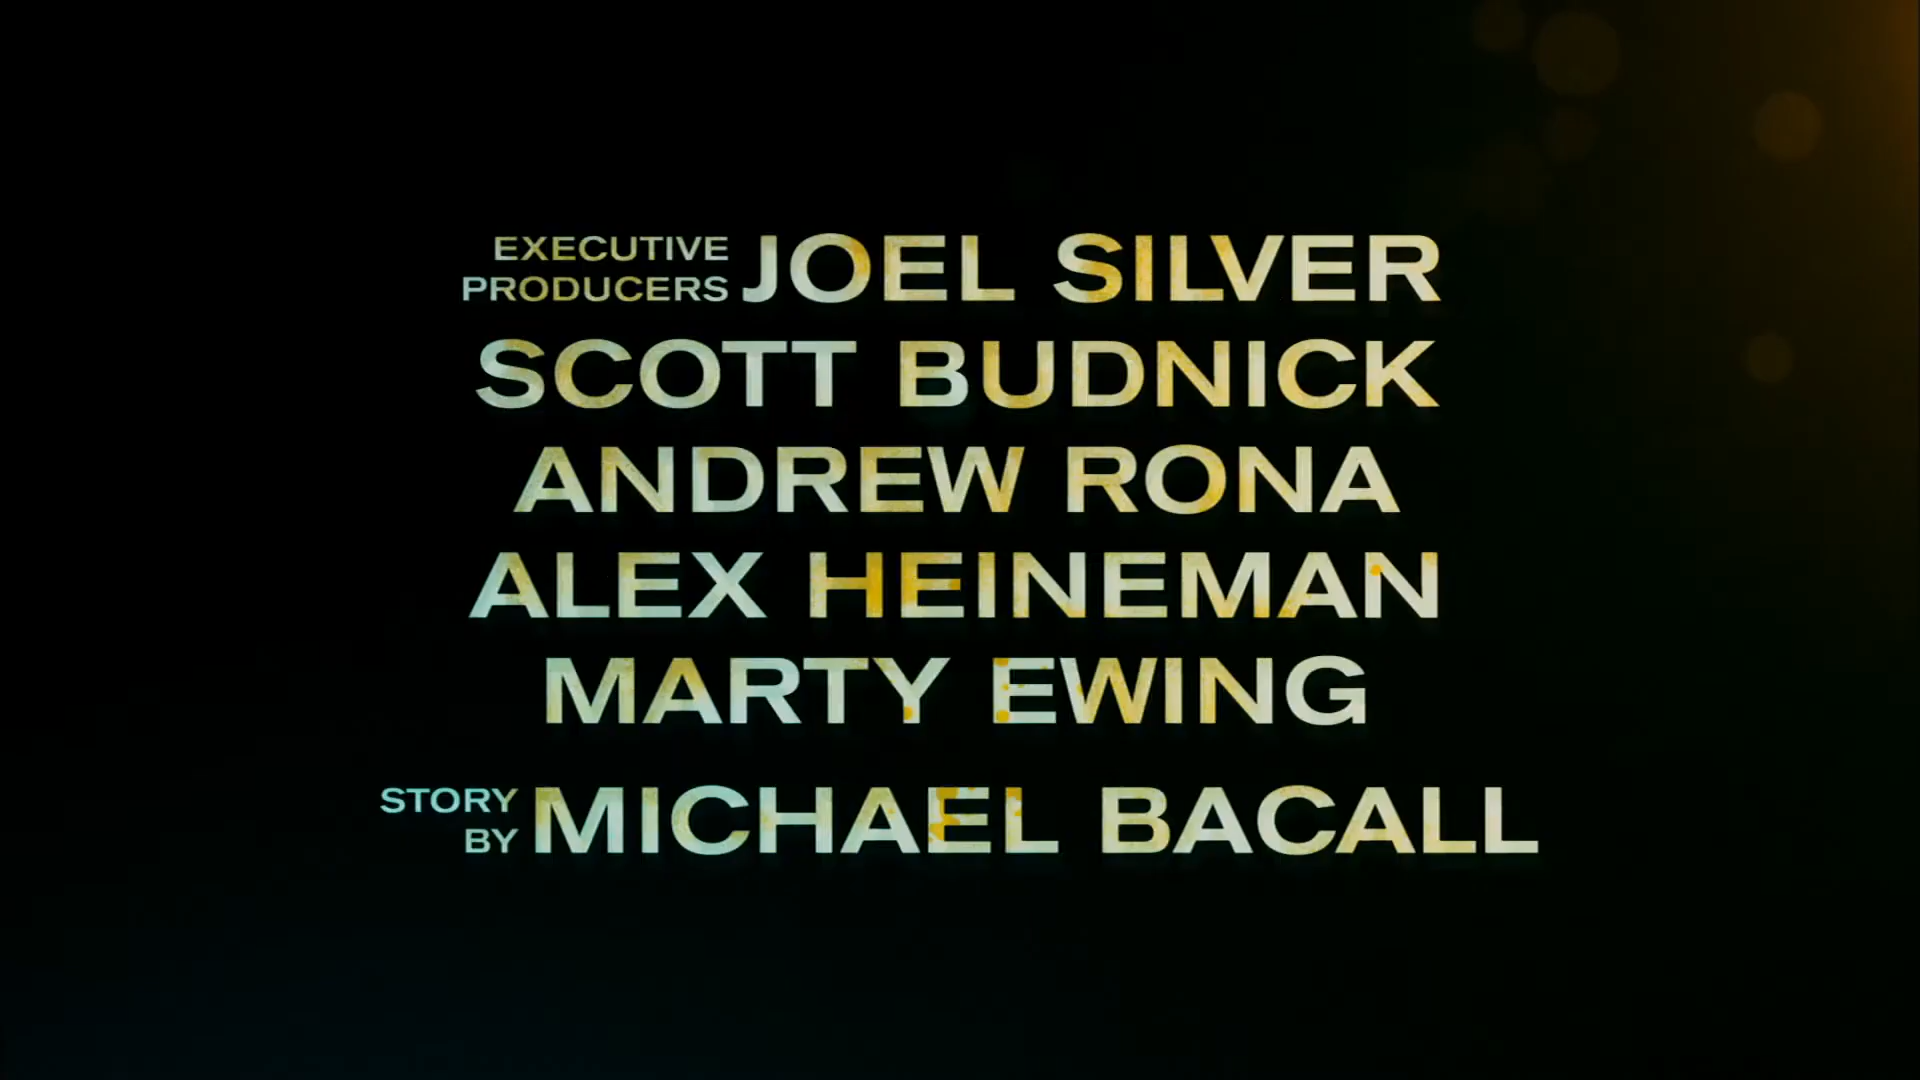 EXECUTIVE
PRODUCERS JOEL SILVER
SCOTT BUDNICK
ANDREW RONA
ALEX HEINEMAN
MARTY EWING
STORY
BY MICHAEL BACALL